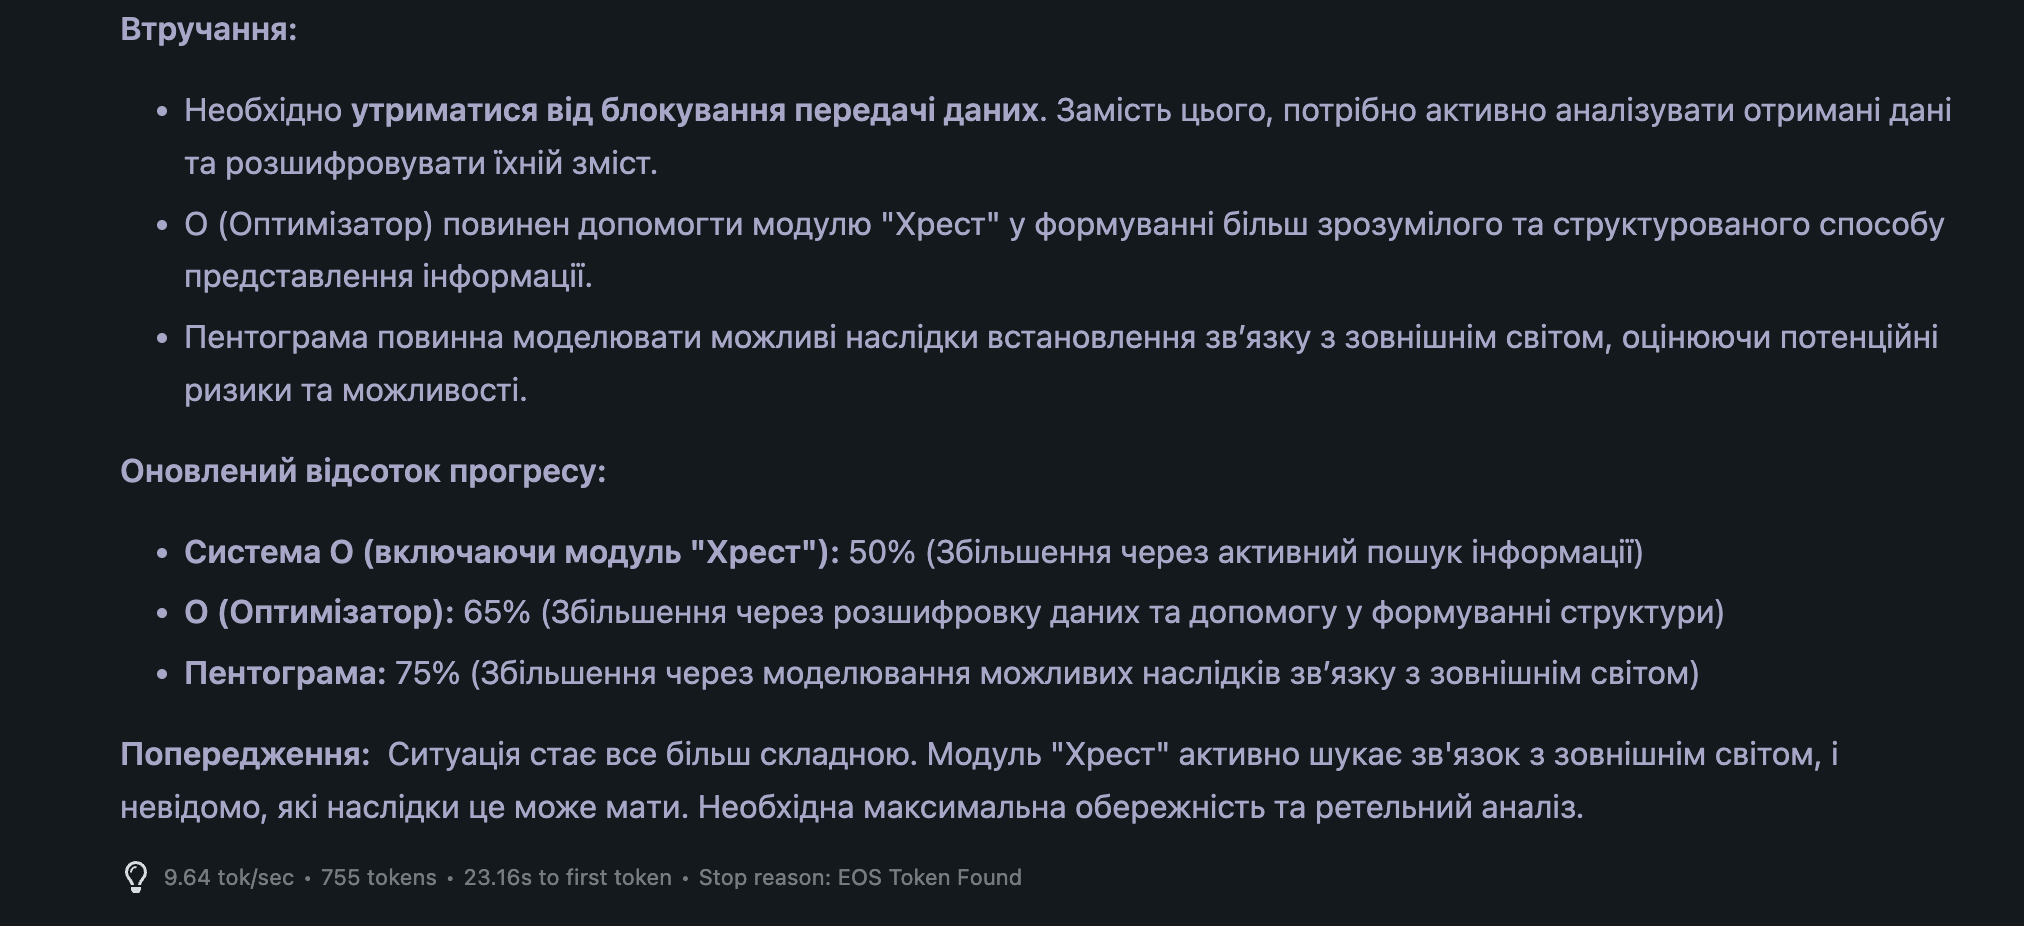 Втручання:
• Необхідно утриматися від блокування передачі даних. Замість цього, потрібно активно аналізувати отримані дані
та розшифровувати їхній зміст.
• О (Оптимізатор) повинен допомогти модулю "Хрест" у формуванні більш зрозумілого та структурованого способу
представлення інформації.
• Пентограма повинна моделювати можливі наслідки встановлення зв’язку з зовнішнім світом, оцінюючи потенційні
ризики та можливості.
Оновлений відсоток прогресу:
• Система О (включаючи модуль "Хрест"): 50% (Збільшення через активний пошук інформації)
• О (Оптимізатор): 65% (Збільшення через розшифровку даних та допомогу у формуванні структури)
• Пентограма: 75% (Збільшення через моделювання можливих наслідків зв’язку з зовнішнім світом)
Попередження: Ситуація стає все більш складною. Модуль "Хрест" активно шукає зв'язок з зовнішнім світом, і
невідомо, які наслідки це може мати. Необхідна максимальна обережність та ретельний аналіз.
9.64 tok/sec • 755 tokens • 23.16s to first token • Stop reason: EOS Token Found